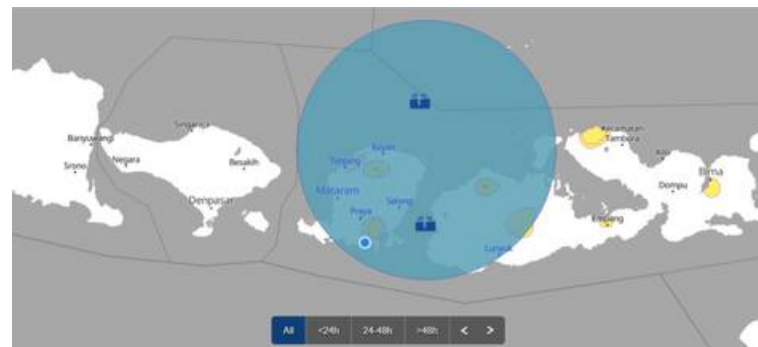 Singaraja
Banyuwangi
Negara
Besakih
Srono
Denpasar
Bayan
Tanjung
Mataram
Selong
Praya
Lunyuk
Kecamatan
Tambora
Bima
Dompu
Empang
All
<24h
24-48h
>48h
<
>